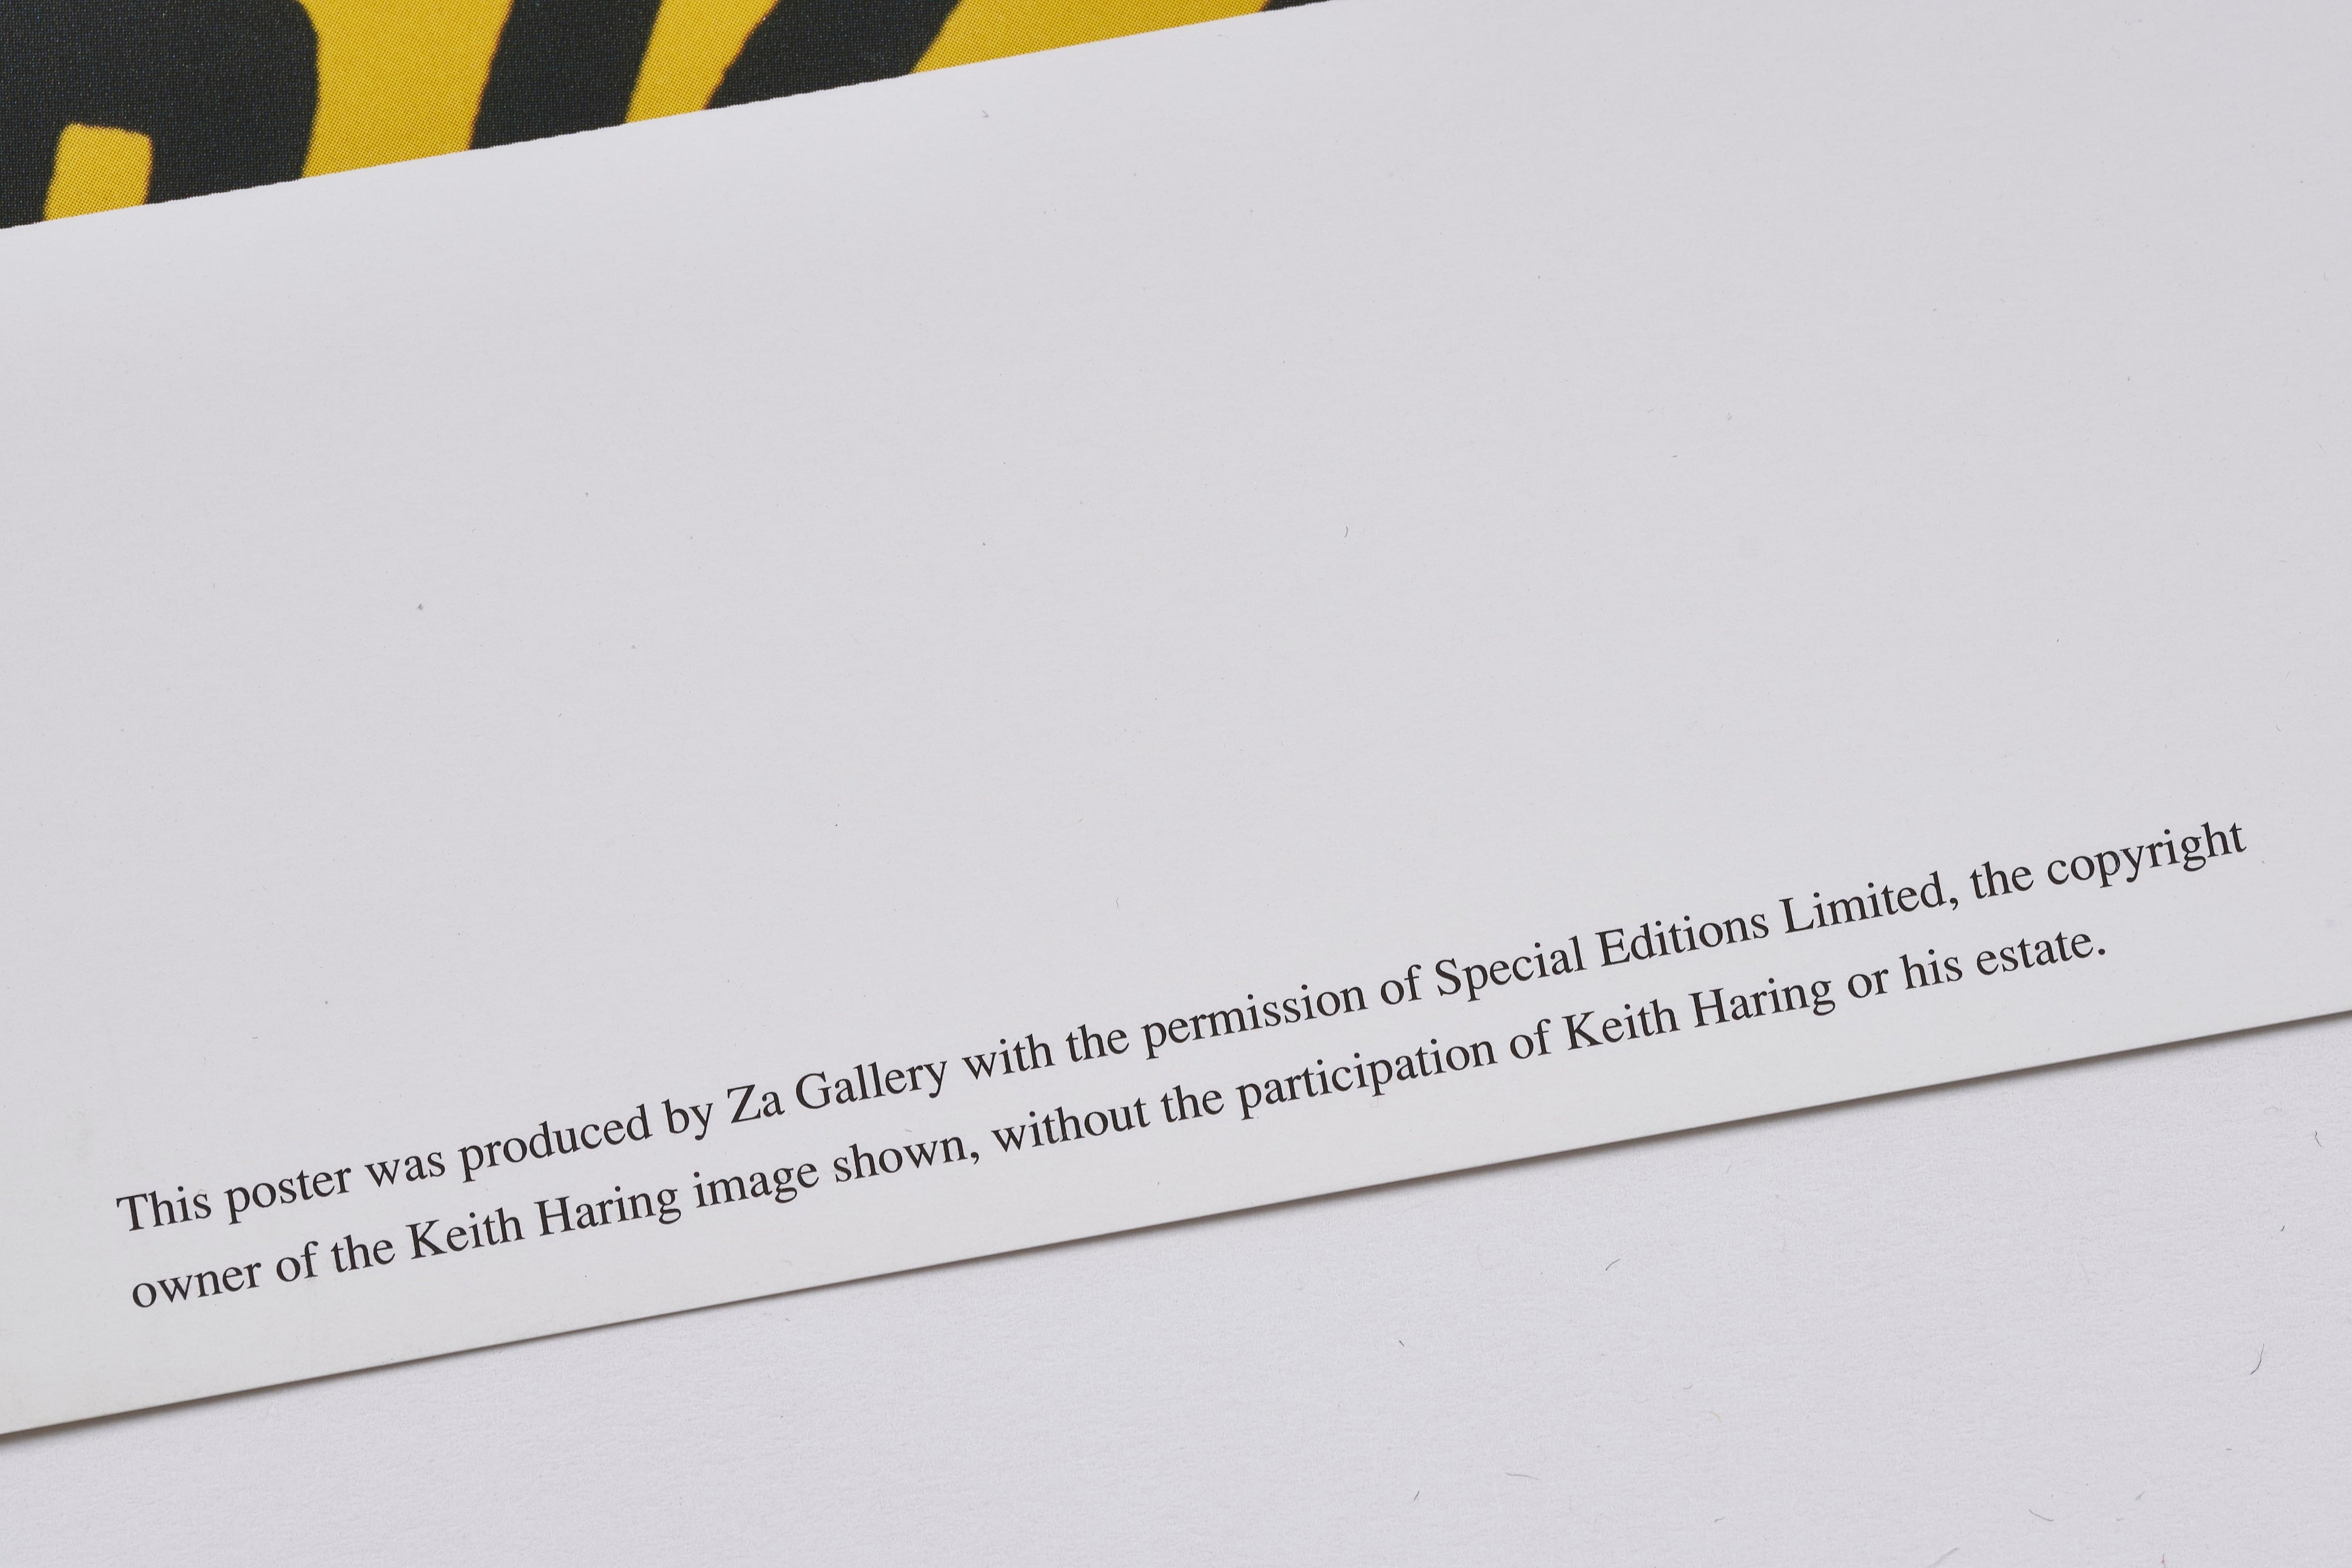 This poster was produced by Za Gallery with the permission of Special Editions Limited, the copyright
owner of the Keith Haring image shown, without the participation of Keith Haring or his estate.